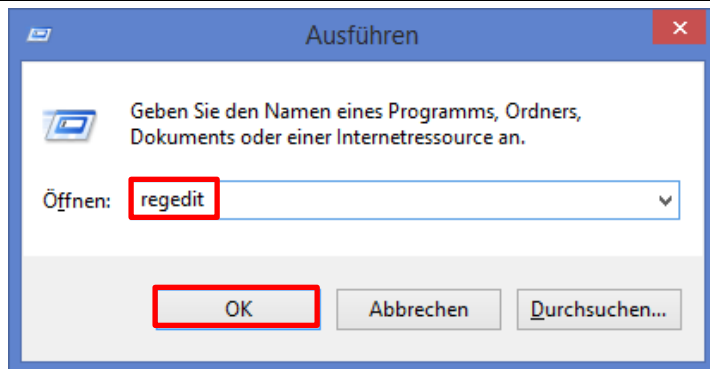 Ausführen
Geben Sie den Namen eines Programms, Ordners,
Dokuments oder einer Internetressource an.
Öffnen: regedit
OK Abbrechen Durchsuchen...